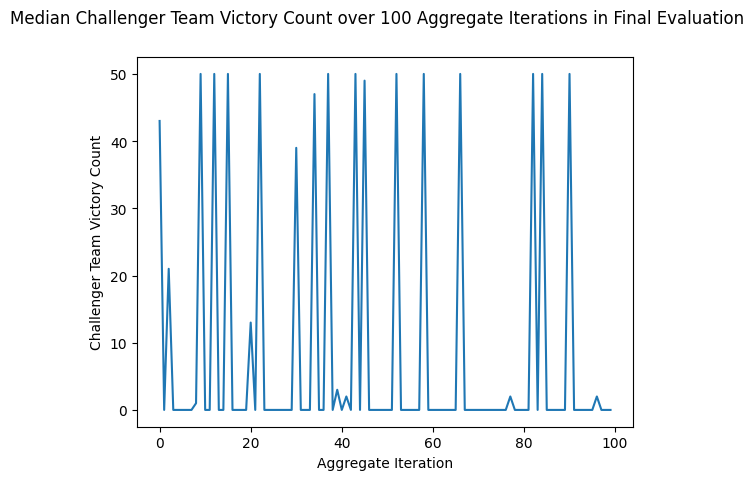 Median Challenger Team Victory Count over 100 Aggregate Iterations in Final Evaluation
50
40
30
20
10
0
Challenger Team Victory Count
0 20 40 60 80 100
Aggregate Iteration